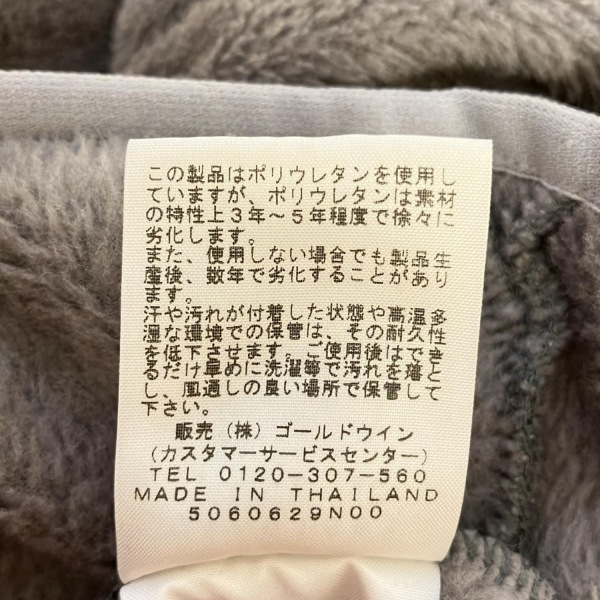 この製品はポリウレタンを使用し
ていますが、ポリウレタンは素材
の特性上3年～5年程度で徐々に
劣化します。
また、使用しない場合でも製品生
産後、数年で劣化することがあり
ます。
汗や汚れが付着した状態や高温多
湿な環境での保管は、その耐久性
を低下させます。ご使用後はでき
るだけ早めに洗濯等で汚れを落と
し、風通しの良い場所で保管して
下さい。
販売（株）ゴールドウイン
(カスタマーサービスセンター)
TEL 0120-307-560
MADE IN THAILAND
5060629N00